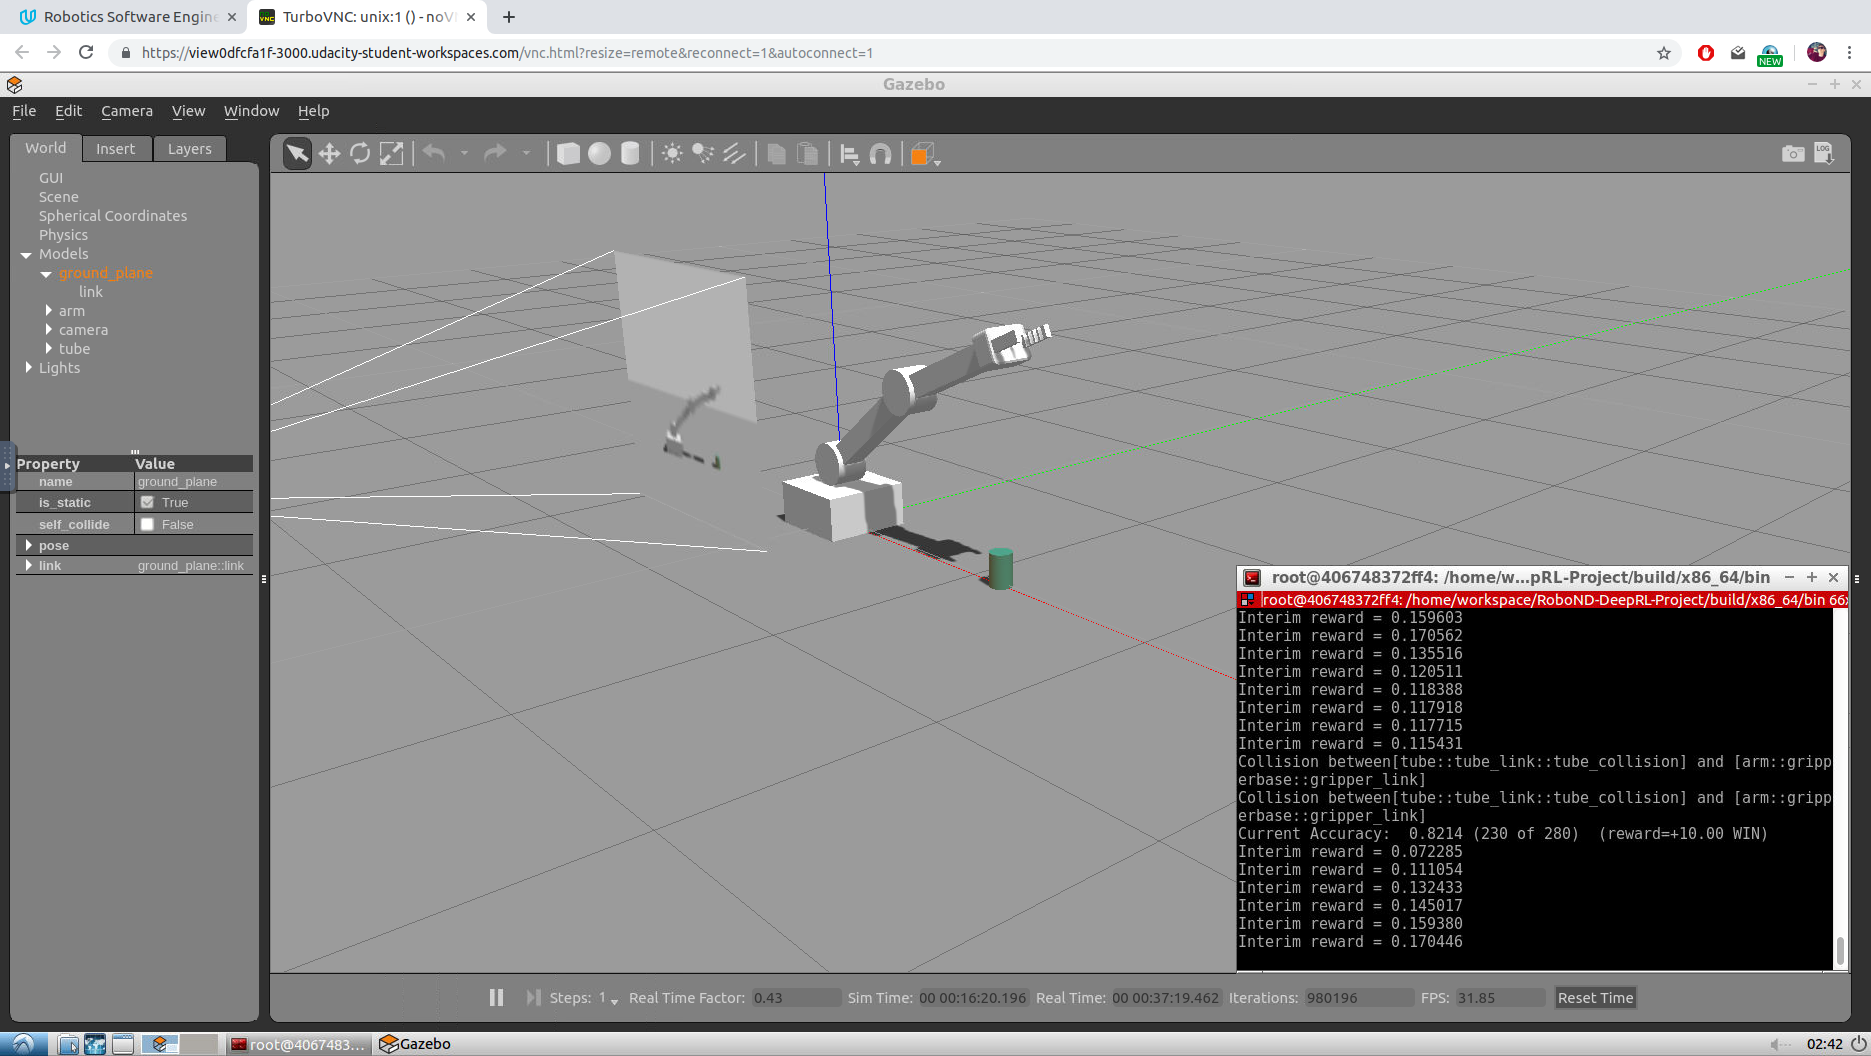 Robotics Software Engine
TurboVNC: unix:1 () - noV
https://view0dfcfa1f-3000.udacity-student-workspaces.com/vnc.html?resize=remote&reconnect=1&autoconnect=1
NEW
Gazebo
File Edit Camera View Window Help
World Insert Layers
LOG
GUI
Scene
Spherical Coordinates
Physics
Models
ground_plane
link
arm
camera
tube
Lights
Property Value
name ground_plane
is_static True
self_collide False
pose
link ground_plane::link
root@406748372ff4: /home/w...pRL-Project/build/x86_64/bin
root@406748372ff4: /home/workspace/RoboND-DeepRL-Project/build/x86_64/bin 66x
Interim reward = 0.159603
Interim reward = 0.170562
Interim reward = 0.135516
Interim reward = 0.120511
Interim reward = 0.118388
Interim reward = 0.117918
Interim reward = 0.117715
Interim reward = 0.115431
Collision between[tube::tube_link::tube_collision] and [arm::gripp
erbase::gripper_link]
Collision between[tube::tube_link::tube_collision] and [arm::gripp
erbase::gripper_link]
Current Accuracy:  0.8214 (230 of 280)  (reward=+10.00 WIN)
Interim reward = 0.072285
Interim reward = 0.111054
Interim reward = 0.132433
Interim reward = 0.145017
Interim reward = 0.159380
Interim reward = 0.170446
Steps: 1 Real Time Factor: 0.43 Sim Time: 00 00:16:20.196 Real Time: 00 00:37:19.462 Iterations: 980196 FPS: 31.85 Reset Time
root@4067483... Gazebo 02:42